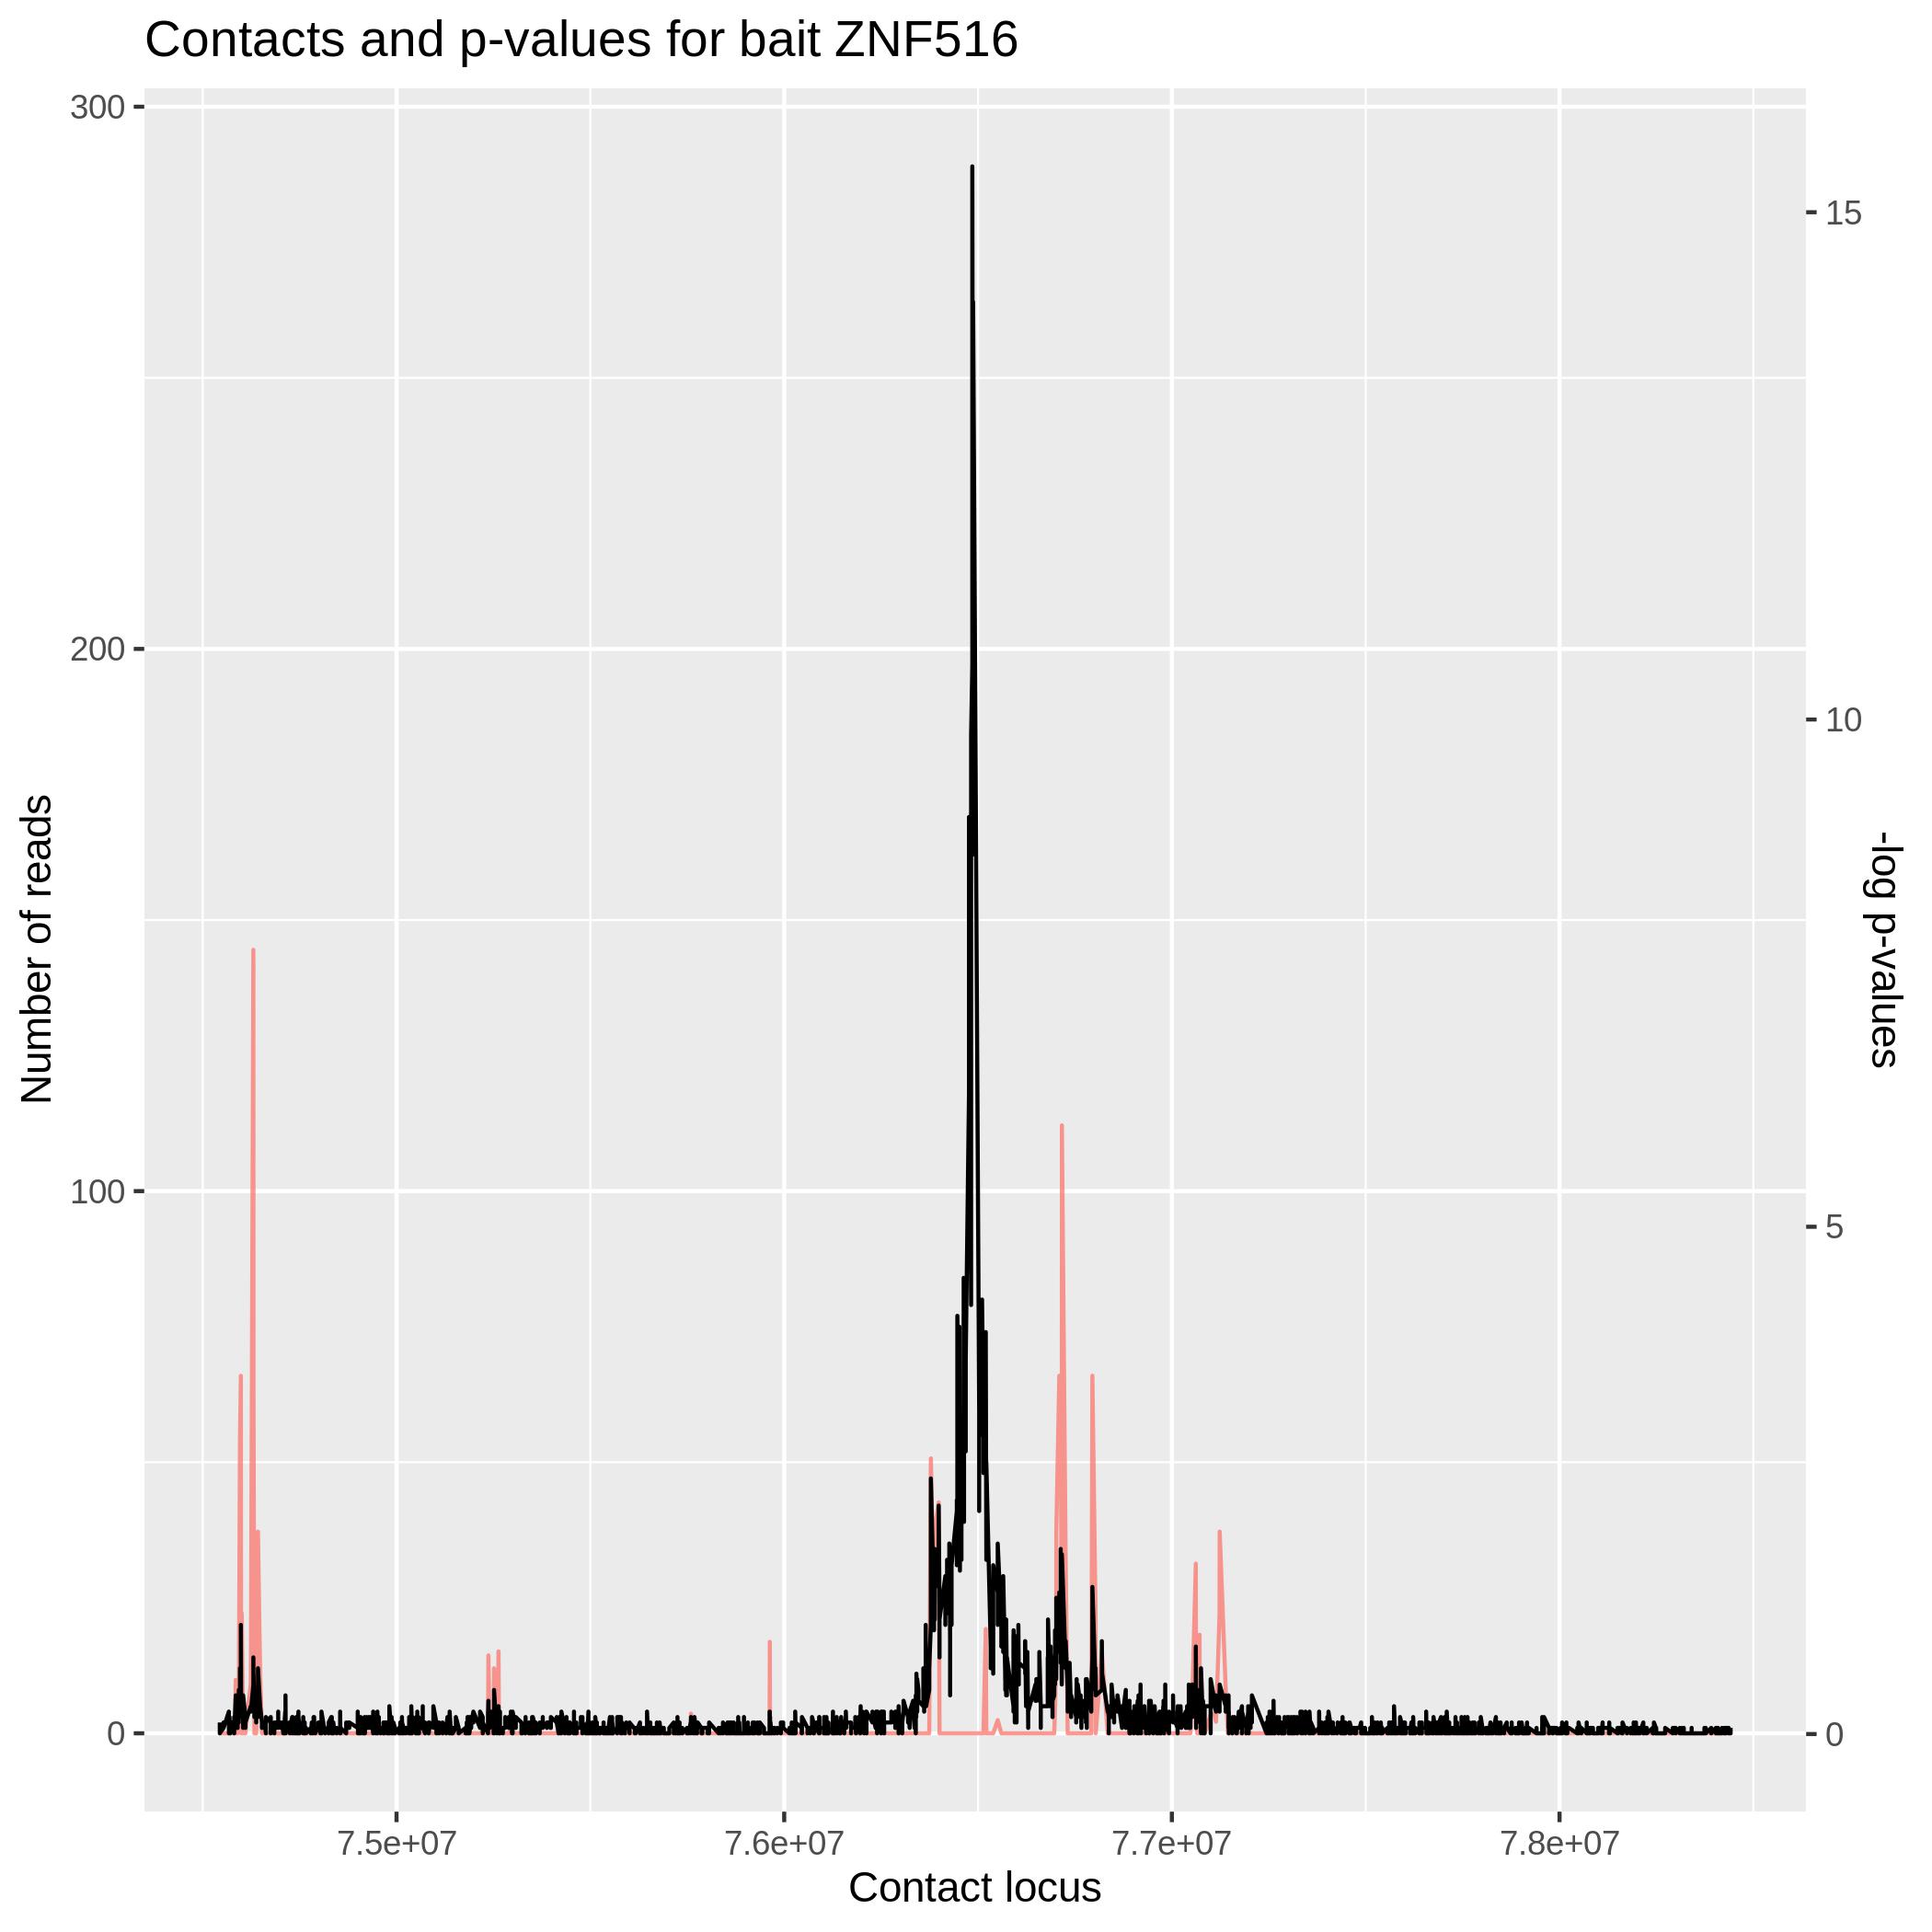 Contacts and p-values for bait ZNF516
300
200
100
0
Number of reads
15
10
5
0
-log p-values
7.5e+07 7.6e+07 7.7e+07 7.8e+07
Contact locus